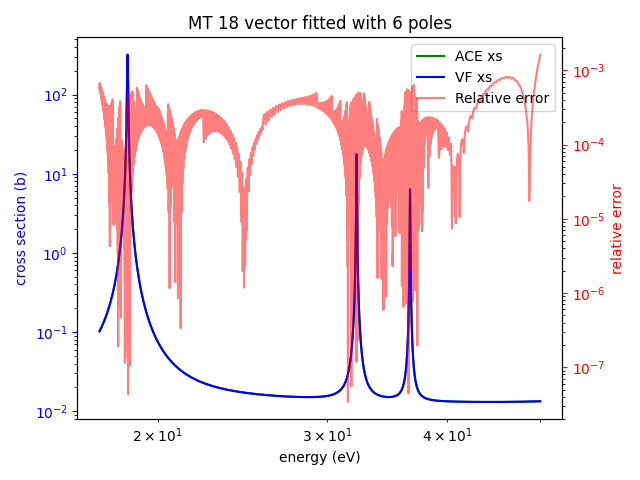 MT 18 vector fitted with 6 poles
ACE xs
VF xs
Relative error
cross section (b)
10²
10¹
10⁰
10⁻¹
10⁻²
10⁻³
10⁻⁴
10⁻⁵
10⁻⁶
10⁻⁷
relative error
2 × 10¹
3 × 10¹
4 × 10¹
energy (eV)